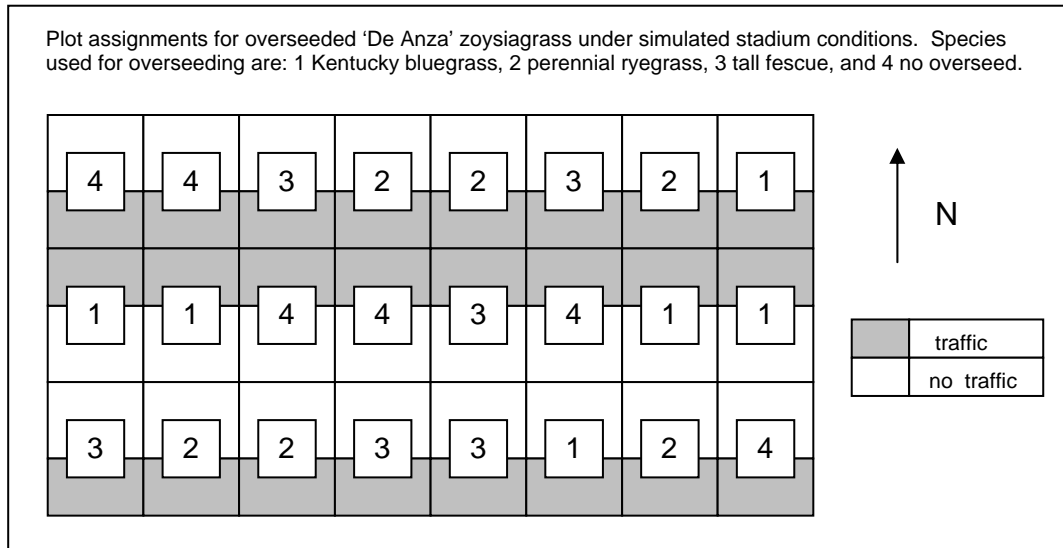 Plot assignments for overseeded ‘De Anza’ zoysiagrass under simulated stadium conditions.  Species
used for overseeding are: 1 Kentucky bluegrass, 2 perennial ryegrass, 3 tall fescue, and 4 no overseed.
4 4 3 2 2 3 2 1
N
1 1 4 4 3 4 1 1
traffic
no traffic
3 2 2 3 3 1 2 4